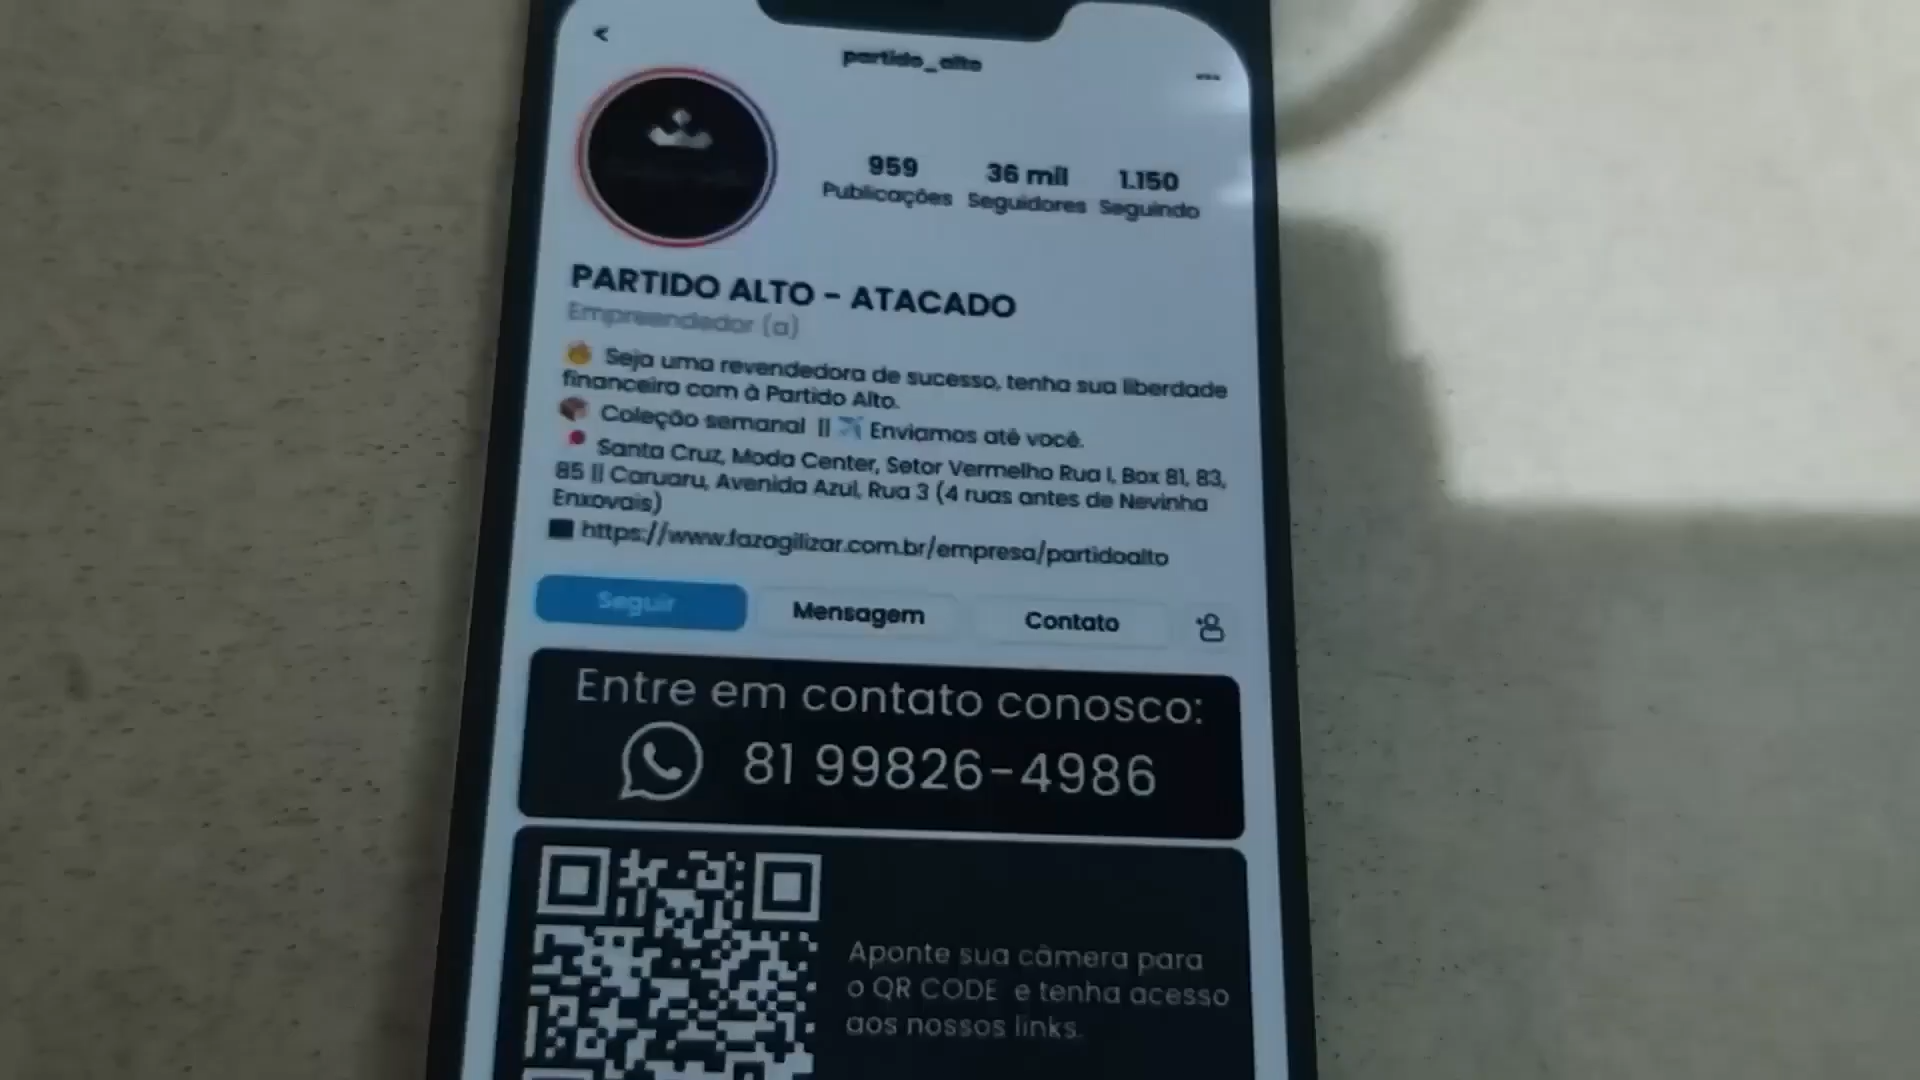 partido_alto
959 36 mil 1.150
Publicações Seguidores Seguindo
PARTIDO ALTO - ATACADO
Empreendedor (a)
Seja uma revendedora de sucesso, tenha sua liberdade
financeira com à Partido Alto.
Coleção semanal || Enviamos até você.
Santa Cruz, Moda Center, Setor Vermelho Rua I, Box 81, 83,
85 || Caruaru, Avenida Azul, Rua 3 (4 ruas antes de Nevinha
Enxovais)
https://www.fazagilizar.com.br/empresa/partidoalto
Seguir Mensagem Contato
Entre em contato conosco:
81 99826-4986
Aponte sua câmera para
o QR CODE e tenha acesso
aos nossos links.